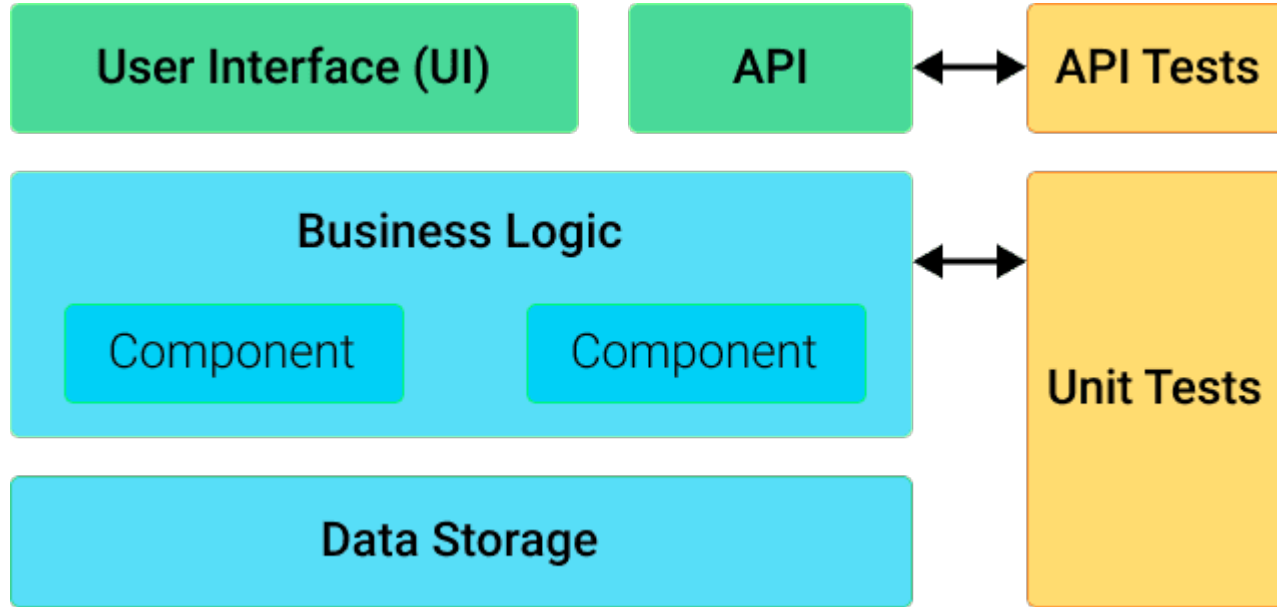 User Interface (UI)
API
API Tests
Business Logic
Component
Component
Unit Tests
Data Storage